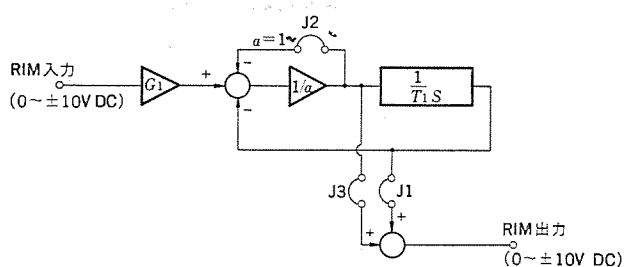 J2
a=1~
−
RIM入力
(0～±10V DC)
G1
+
−
1/a
1
T1 S
J3
J1
+
+
RIM出力
(0～±10V DC)